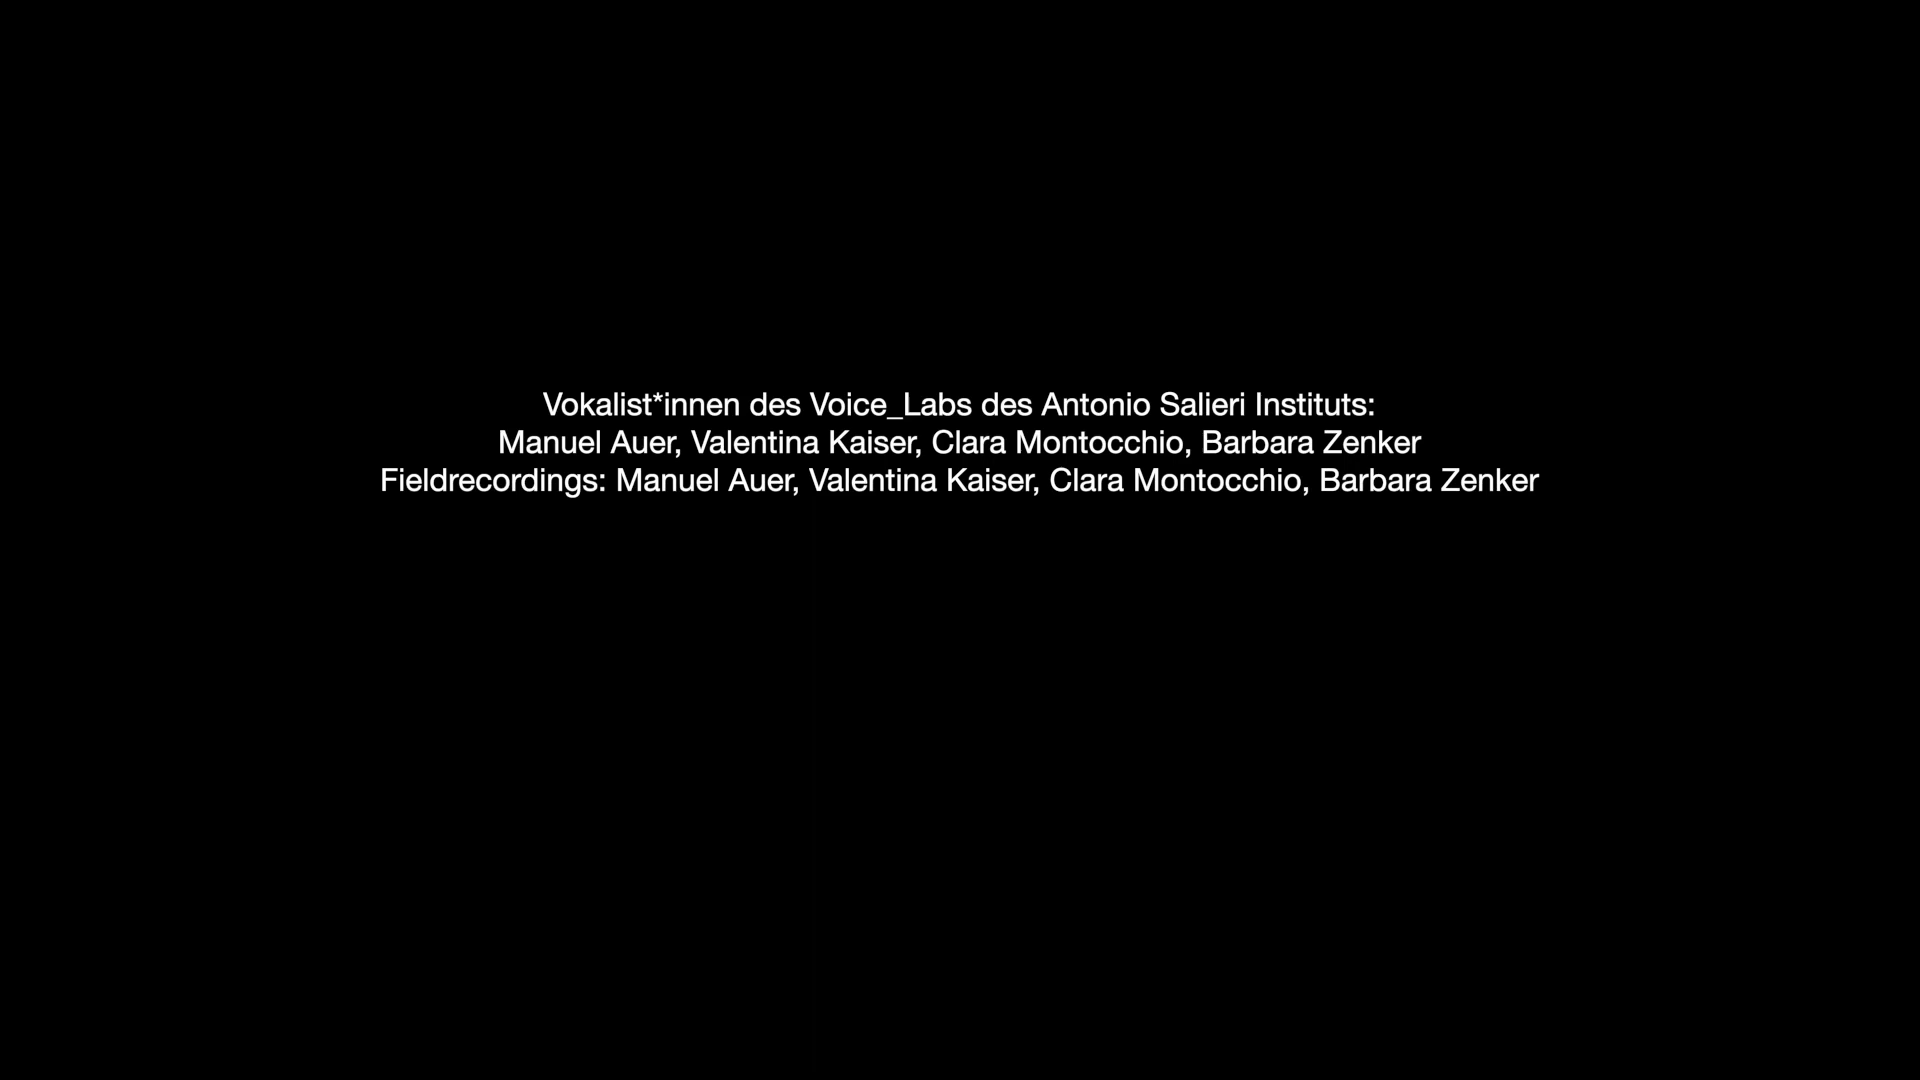 Vokalist*innen des Voice_Labs des Antonio Salieri Instituts:
Manuel Auer, Valentina Kaiser, Clara Montocchio, Barbara Zenker
Fieldrecordings: Manuel Auer, Valentina Kaiser, Clara Montocchio, Barbara Zenker